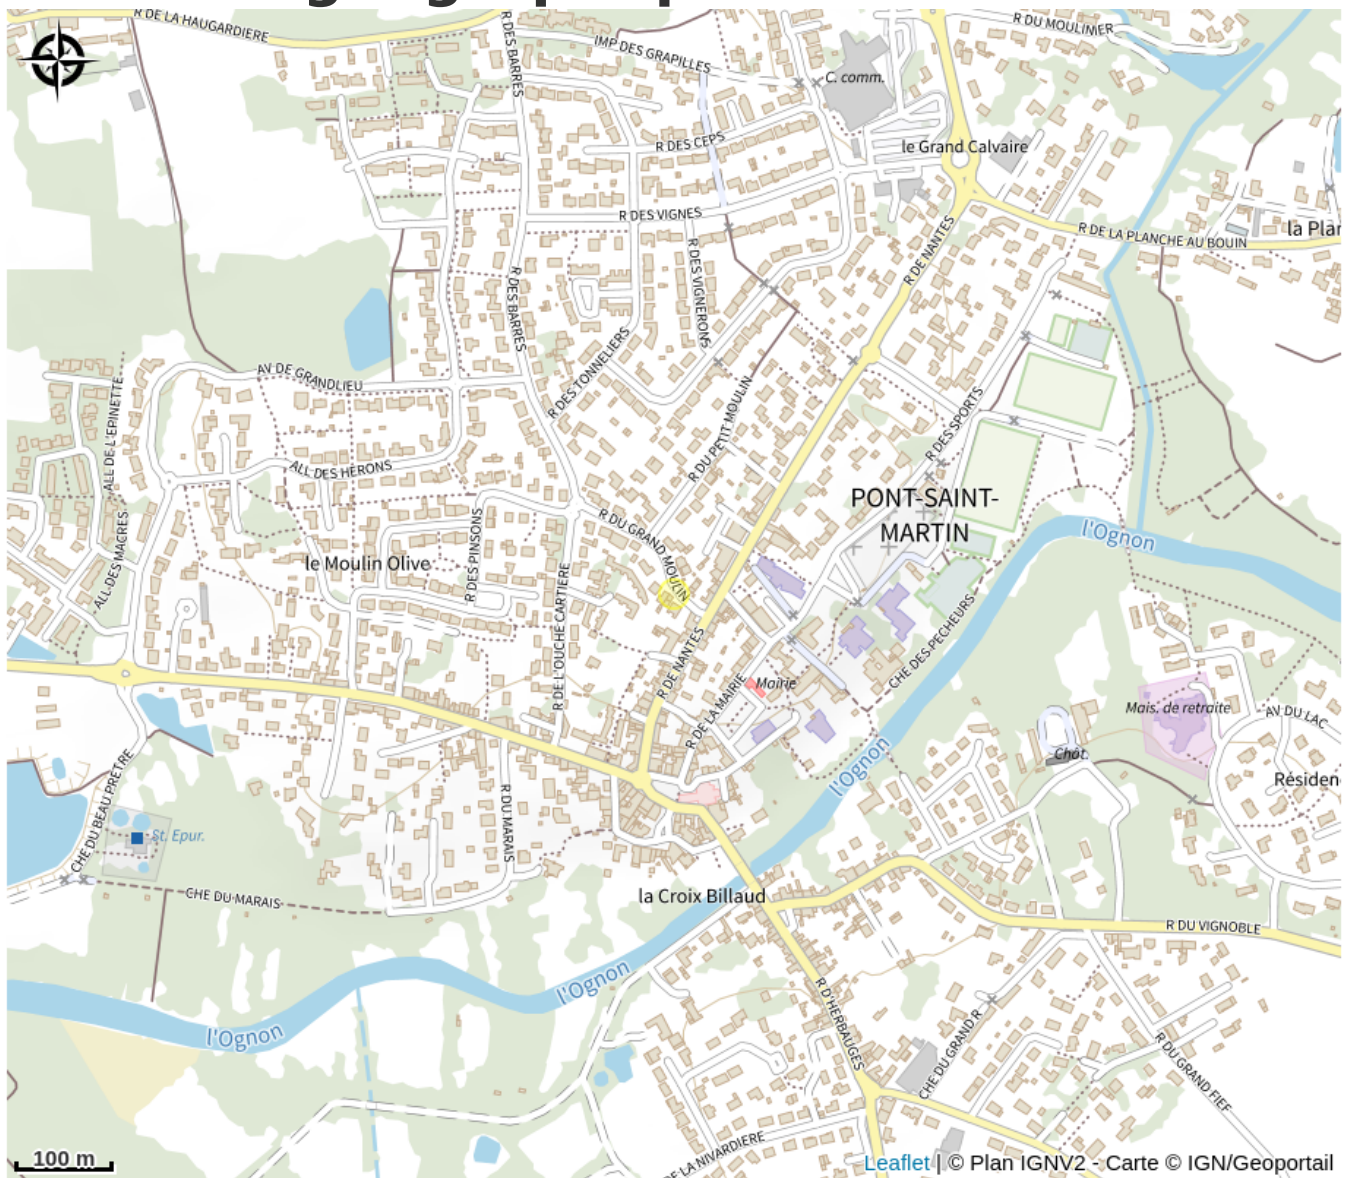 R DE LA HAUGARDIERE
R DES BARRES
IMP DES GRAPILLES
R DU MOULINIER
C. comm.
R DES CEPS
le Grand Calvaire
R DES VIGNES
R DE NANTES
R DE LA PLANCHE AU BOUIN
la Plan
R DES VIGNERONS
R DES BARRES
R DES TONNELIERS
AV DE GRANDLIEU
ALL DE L'EPINETTE
R DU PETIT MOULIN
R DES SPORTS
ALL DES HERONS
PONT-SAINT-
MARTIN
R DU GRAND MOULIN
l'Ognon
R DES PINSONS
ALL DES MACRES
le Moulin Olive
R DE L'OUCHE CARTIERE
CHE DES PECHEURS
R DE NANTES
Mairie
R DE LA MAIRIE
Mais. de retraite
AV DU LAC
Chât.
l'Ognon
Résiden
CHE DU BEAU PRETRE
St. Epur.
R DU MARAIS
CHE DU MARAIS
la Croix Billaud
R DU VIGNOBLE
l'Ognon
l'Ognon
R D'HERBAUGES
CHE DU GRAND R
R DU GRAND FIEF
DE LA NIVARDIERE
100 m
Leaflet | © Plan IGNV2 - Carte © IGN/Geoportail